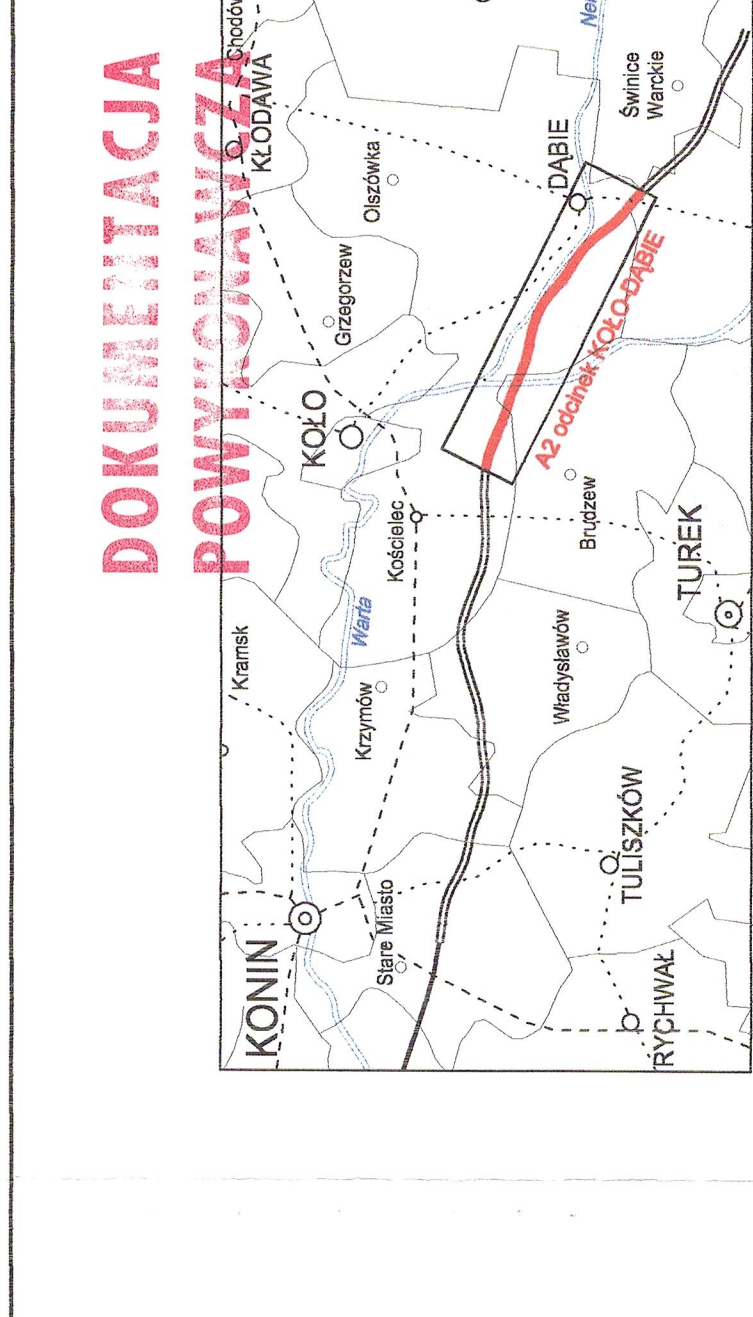 DOKUMENTACJA
POWYKONAWCZA
Chodów
KŁODAWA
Kramsk
KOŁO
Grzegorzew
Olszówka
KONIN
Warta
Krzymów
Kościelec
DĄBIE
Stare Miasto
A2 odcinek KOŁO-DĄBIE
Świnice
Warckie
Władysławów
Brudzew
TULISZKÓW
TUREK
RYCHWAŁ